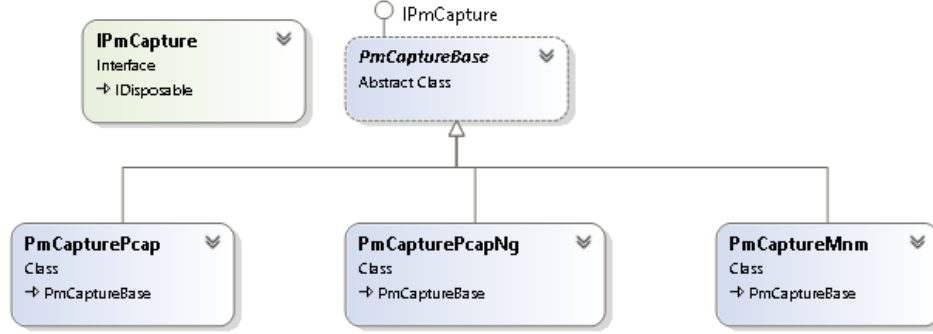 IPmCapture
IPmCapture
Interface
IDisposable
PmCaptureBase
Abstract Class
PmCapturePcap
Class
PmCaptureBase
PmCapturePcapNg
Class
PmCaptureBase
PmCaptureMnm
Class
PmCaptureBase